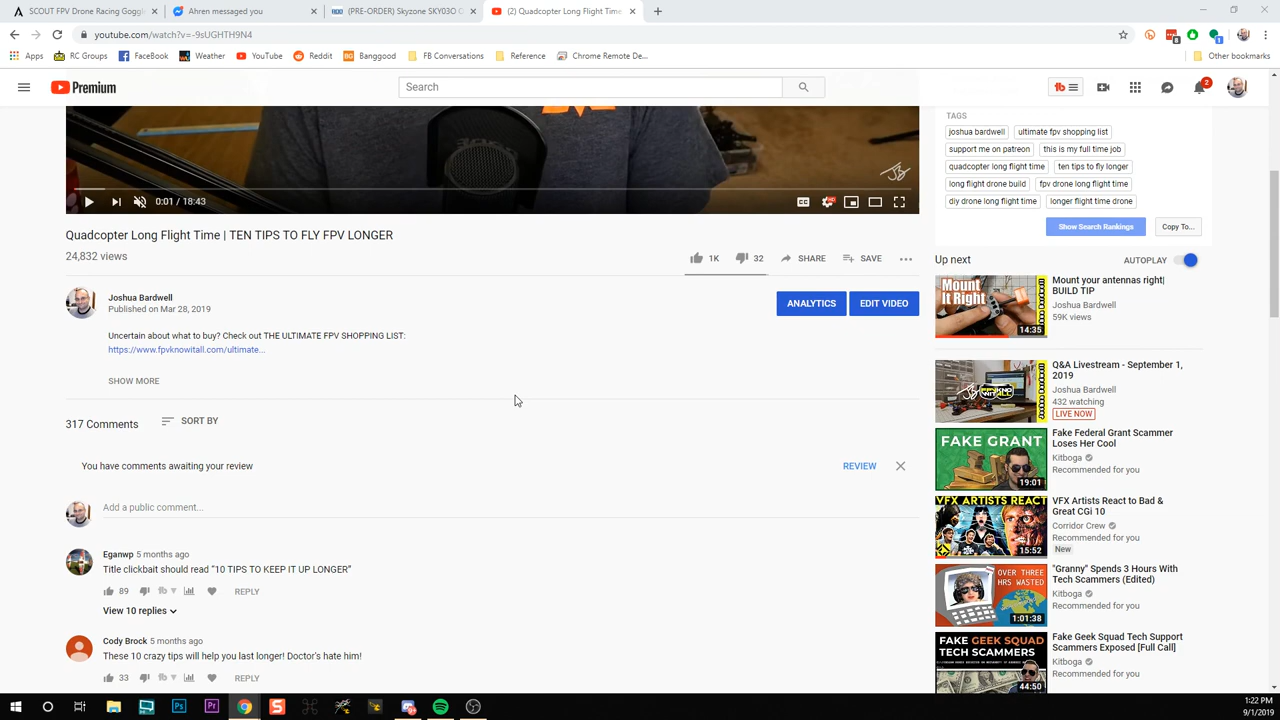 SCOUT FPV Drone Racing Goggl
Ahren messaged you
(PRE-ORDER) Skyzone SKY03O O
(2) Quadcopter Long Flight Time
youtube.com/watch?v=-9sUGHTH9N4
Apps
RC Groups
FaceBook
Weather
YouTube
Reddit
Banggood
FB Conversations
Reference
Chrome Remote De...
Other bookmarks
Premium
Search
2
TAGS
joshua bardwell
ultimate fpv shopping list
support me on patreon
this is my full time job
quadcopter long flight time
ten tips to fly longer
long flight drone build
fpv drone long flight time
diy drone long flight time
longer flight time drone
Show Search Rankings
Copy To...
0:01 / 18:43
Quadcopter Long Flight Time | TEN TIPS TO FLY FPV LONGER
24,832 views
1K
32
SHARE
SAVE
Joshua Bardwell
Published on Mar 28, 2019
ANALYTICS
EDIT VIDEO
Uncertain about what to buy? Check out THE ULTIMATE FPV SHOPPING LIST:
https://www.fpvknowitall.com/ultimate...
SHOW MORE
317 Comments
SORT BY
You have comments awaiting your review
REVIEW
Add a public comment...
Eganwp 5 months ago
Title clickbait should read "10 TIPS TO KEEP IT UP LONGER"
89
REPLY
View 10 replies
Cody Brock 5 months ago
These 10 crazy tips will help you last longer Doctor's hate him!
33
REPLY
Up next
AUTOPLAY
Mount It Right
14:35
Mount your antennas right|
BUILD TIP
Joshua Bardwell
59K views
Q&A Livestream - September 1,
2019
Joshua Bardwell
432 watching
LIVE NOW
FAKE GRANT
19:01
Fake Federal Grant Scammer
Loses Her Cool
Kitboga
Recommended for you
VFX ARTISTS REACT
15:52
VFX Artists React to Bad &
Great CGi 10
Corridor Crew
Recommended for you
New
OVER THREE
HRS WASTED
1:01:38
"Granny" Spends 3 Hours With
Tech Scammers (Edited)
Kitboga
Recommended for you
FAKE GEEK SQUAD
TECH SCAMMERS
44:50
Fake Geek Squad Tech Support
Scammers Exposed [Full Call]
Kitboga
Recommended for you
1:22 PM
9/1/2019